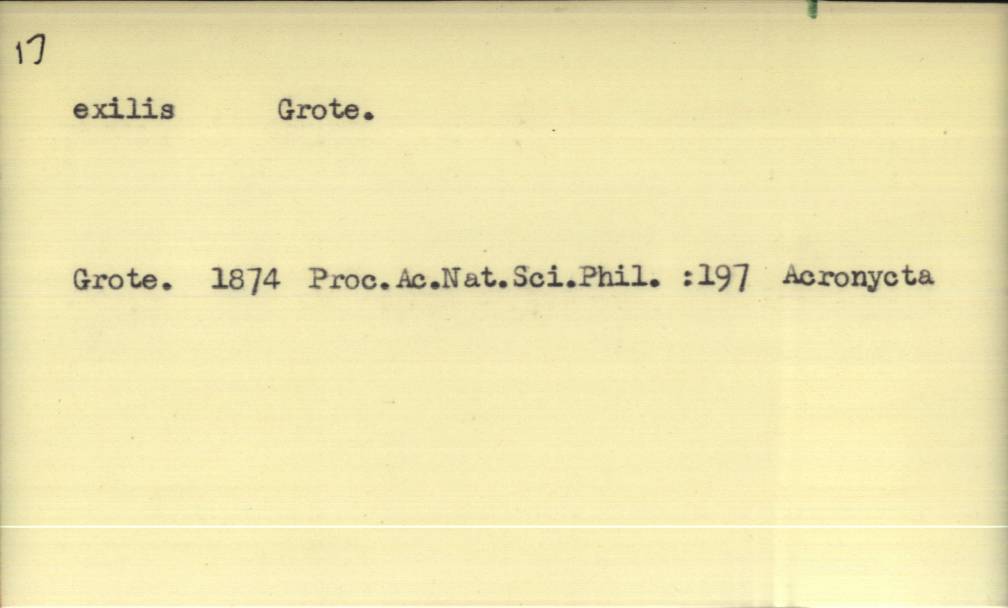 17
exilis Grote.
Grote. 1874 Proc.Ac.Nat.Sci.Phil. :197 Acronycta